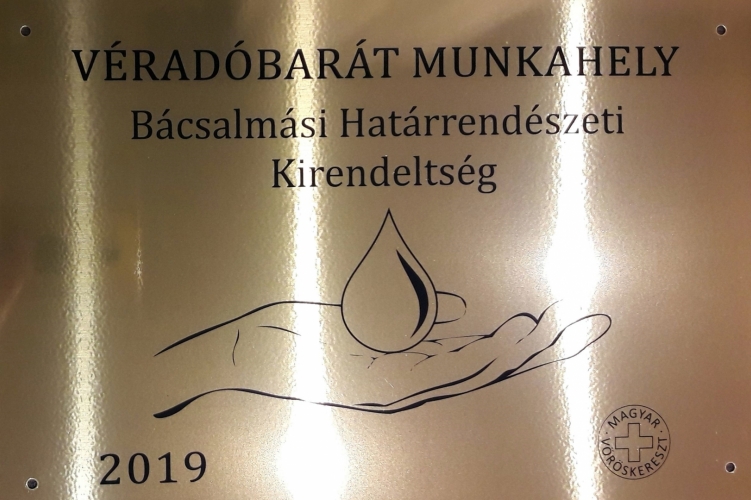 VÉRADÓBARÁT MUNKAHELY
Bácsalmási Határrendészeti
Kirendeltség
2019
MAGYAR
VÖRÖSKERESZT